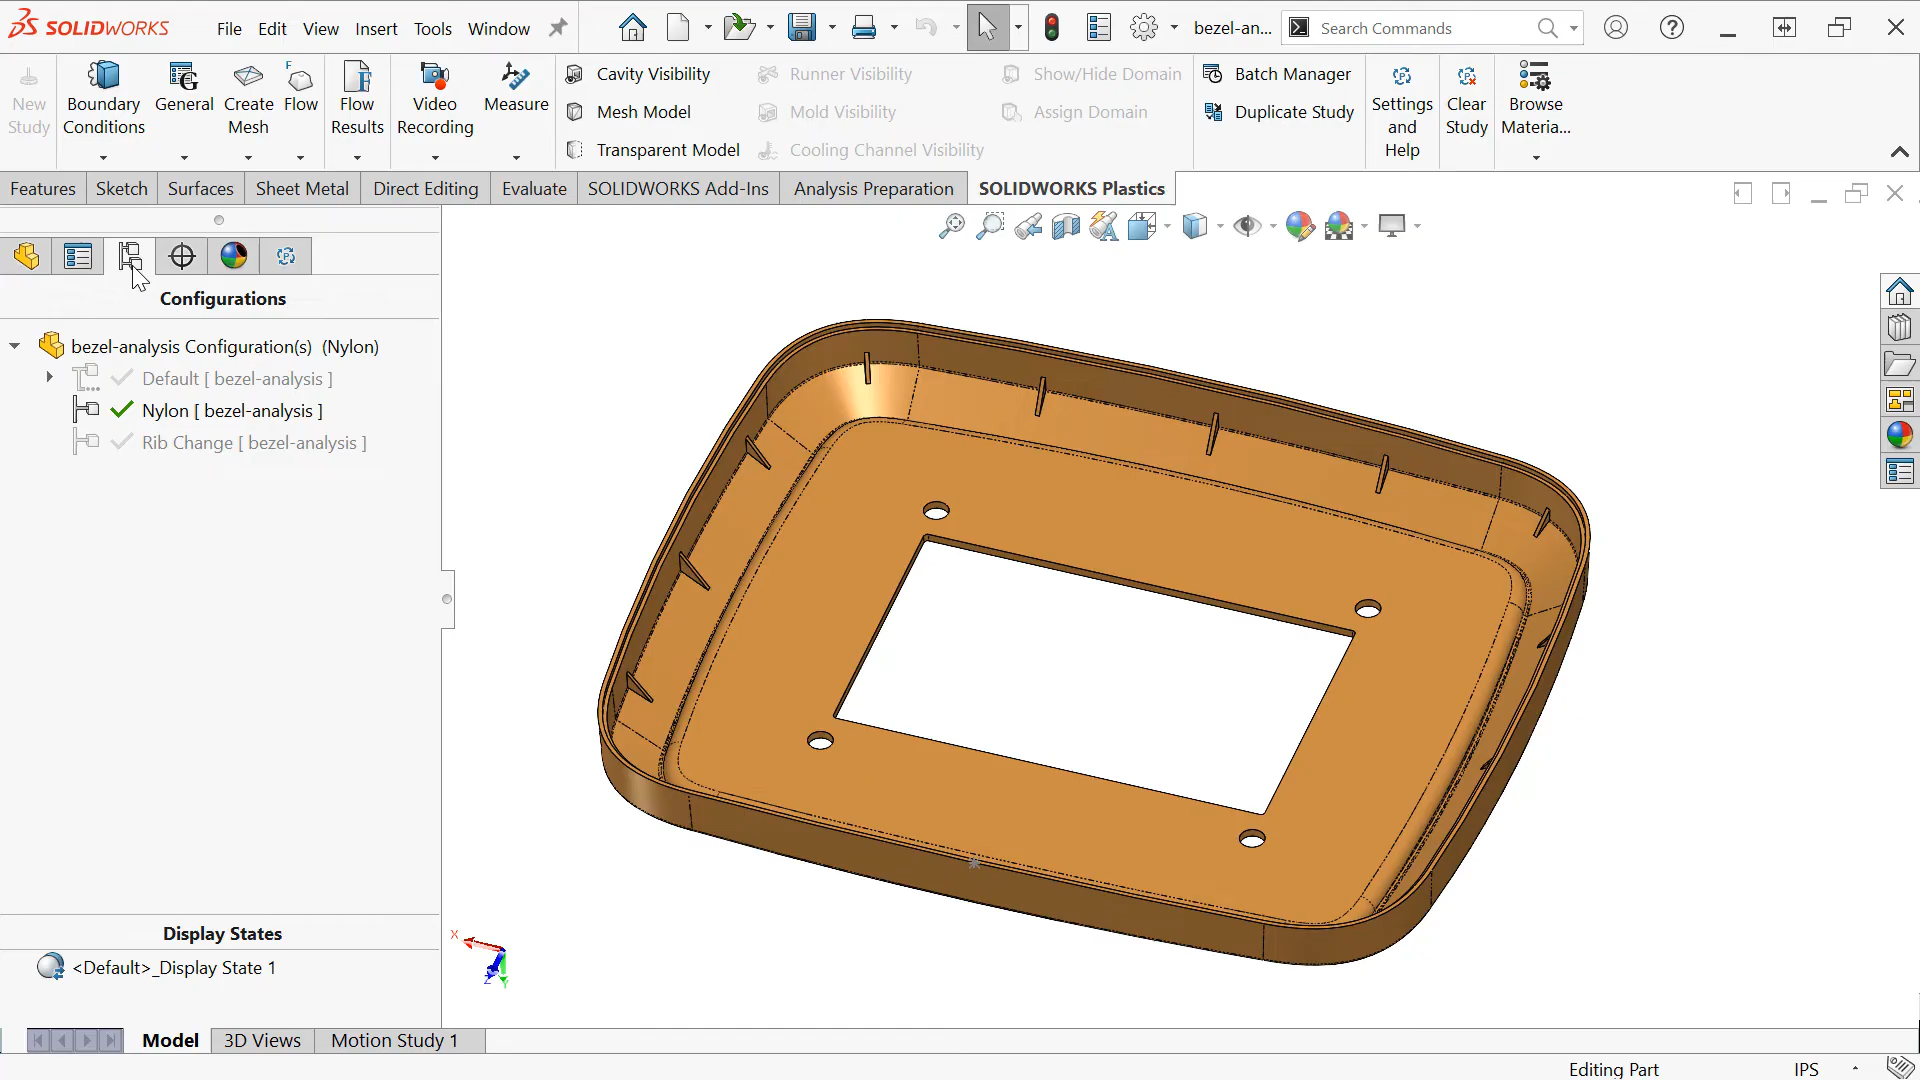 SOLIDWORKS
File Edit View Insert Tools Window
bezel-an...
Search Commands
New Study
Boundary Conditions
General
Create Mesh
Flow
Flow Results
Video Recording
Measure
Cavity Visibility
Mesh Model
Transparent Model
Runner Visibility
Mold Visibility
Cooling Channel Visibility
Show/Hide Domain
Assign Domain
Batch Manager
Duplicate Study
Settings and Help
Clear Study
Browse Materia...
Features Sketch Surfaces Sheet Metal Direct Editing Evaluate SOLIDWORKS Add-Ins Analysis Preparation SOLIDWORKS Plastics
Configurations
bezel-analysis Configuration(s) (Nylon)
Default [ bezel-analysis ]
Nylon [ bezel-analysis ]
Rib Change [ bezel-analysis ]
Display States
<Default>_Display State 1
X
Z
Y
Model 3D Views Motion Study 1
Editing Part
IPS